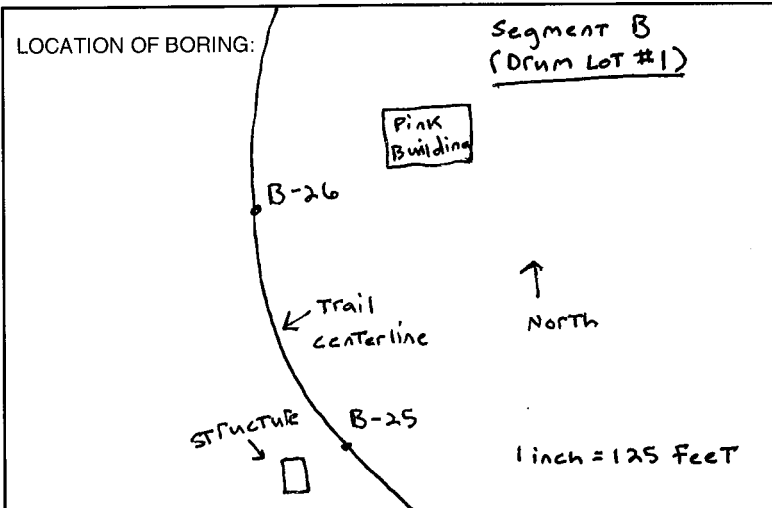 LOCATION OF BORING:
Segment B
(Drum Lot #1)
Pink
Building
B-26
Trail
centerline
North
Structure
B-25
1 inch = 125 feet